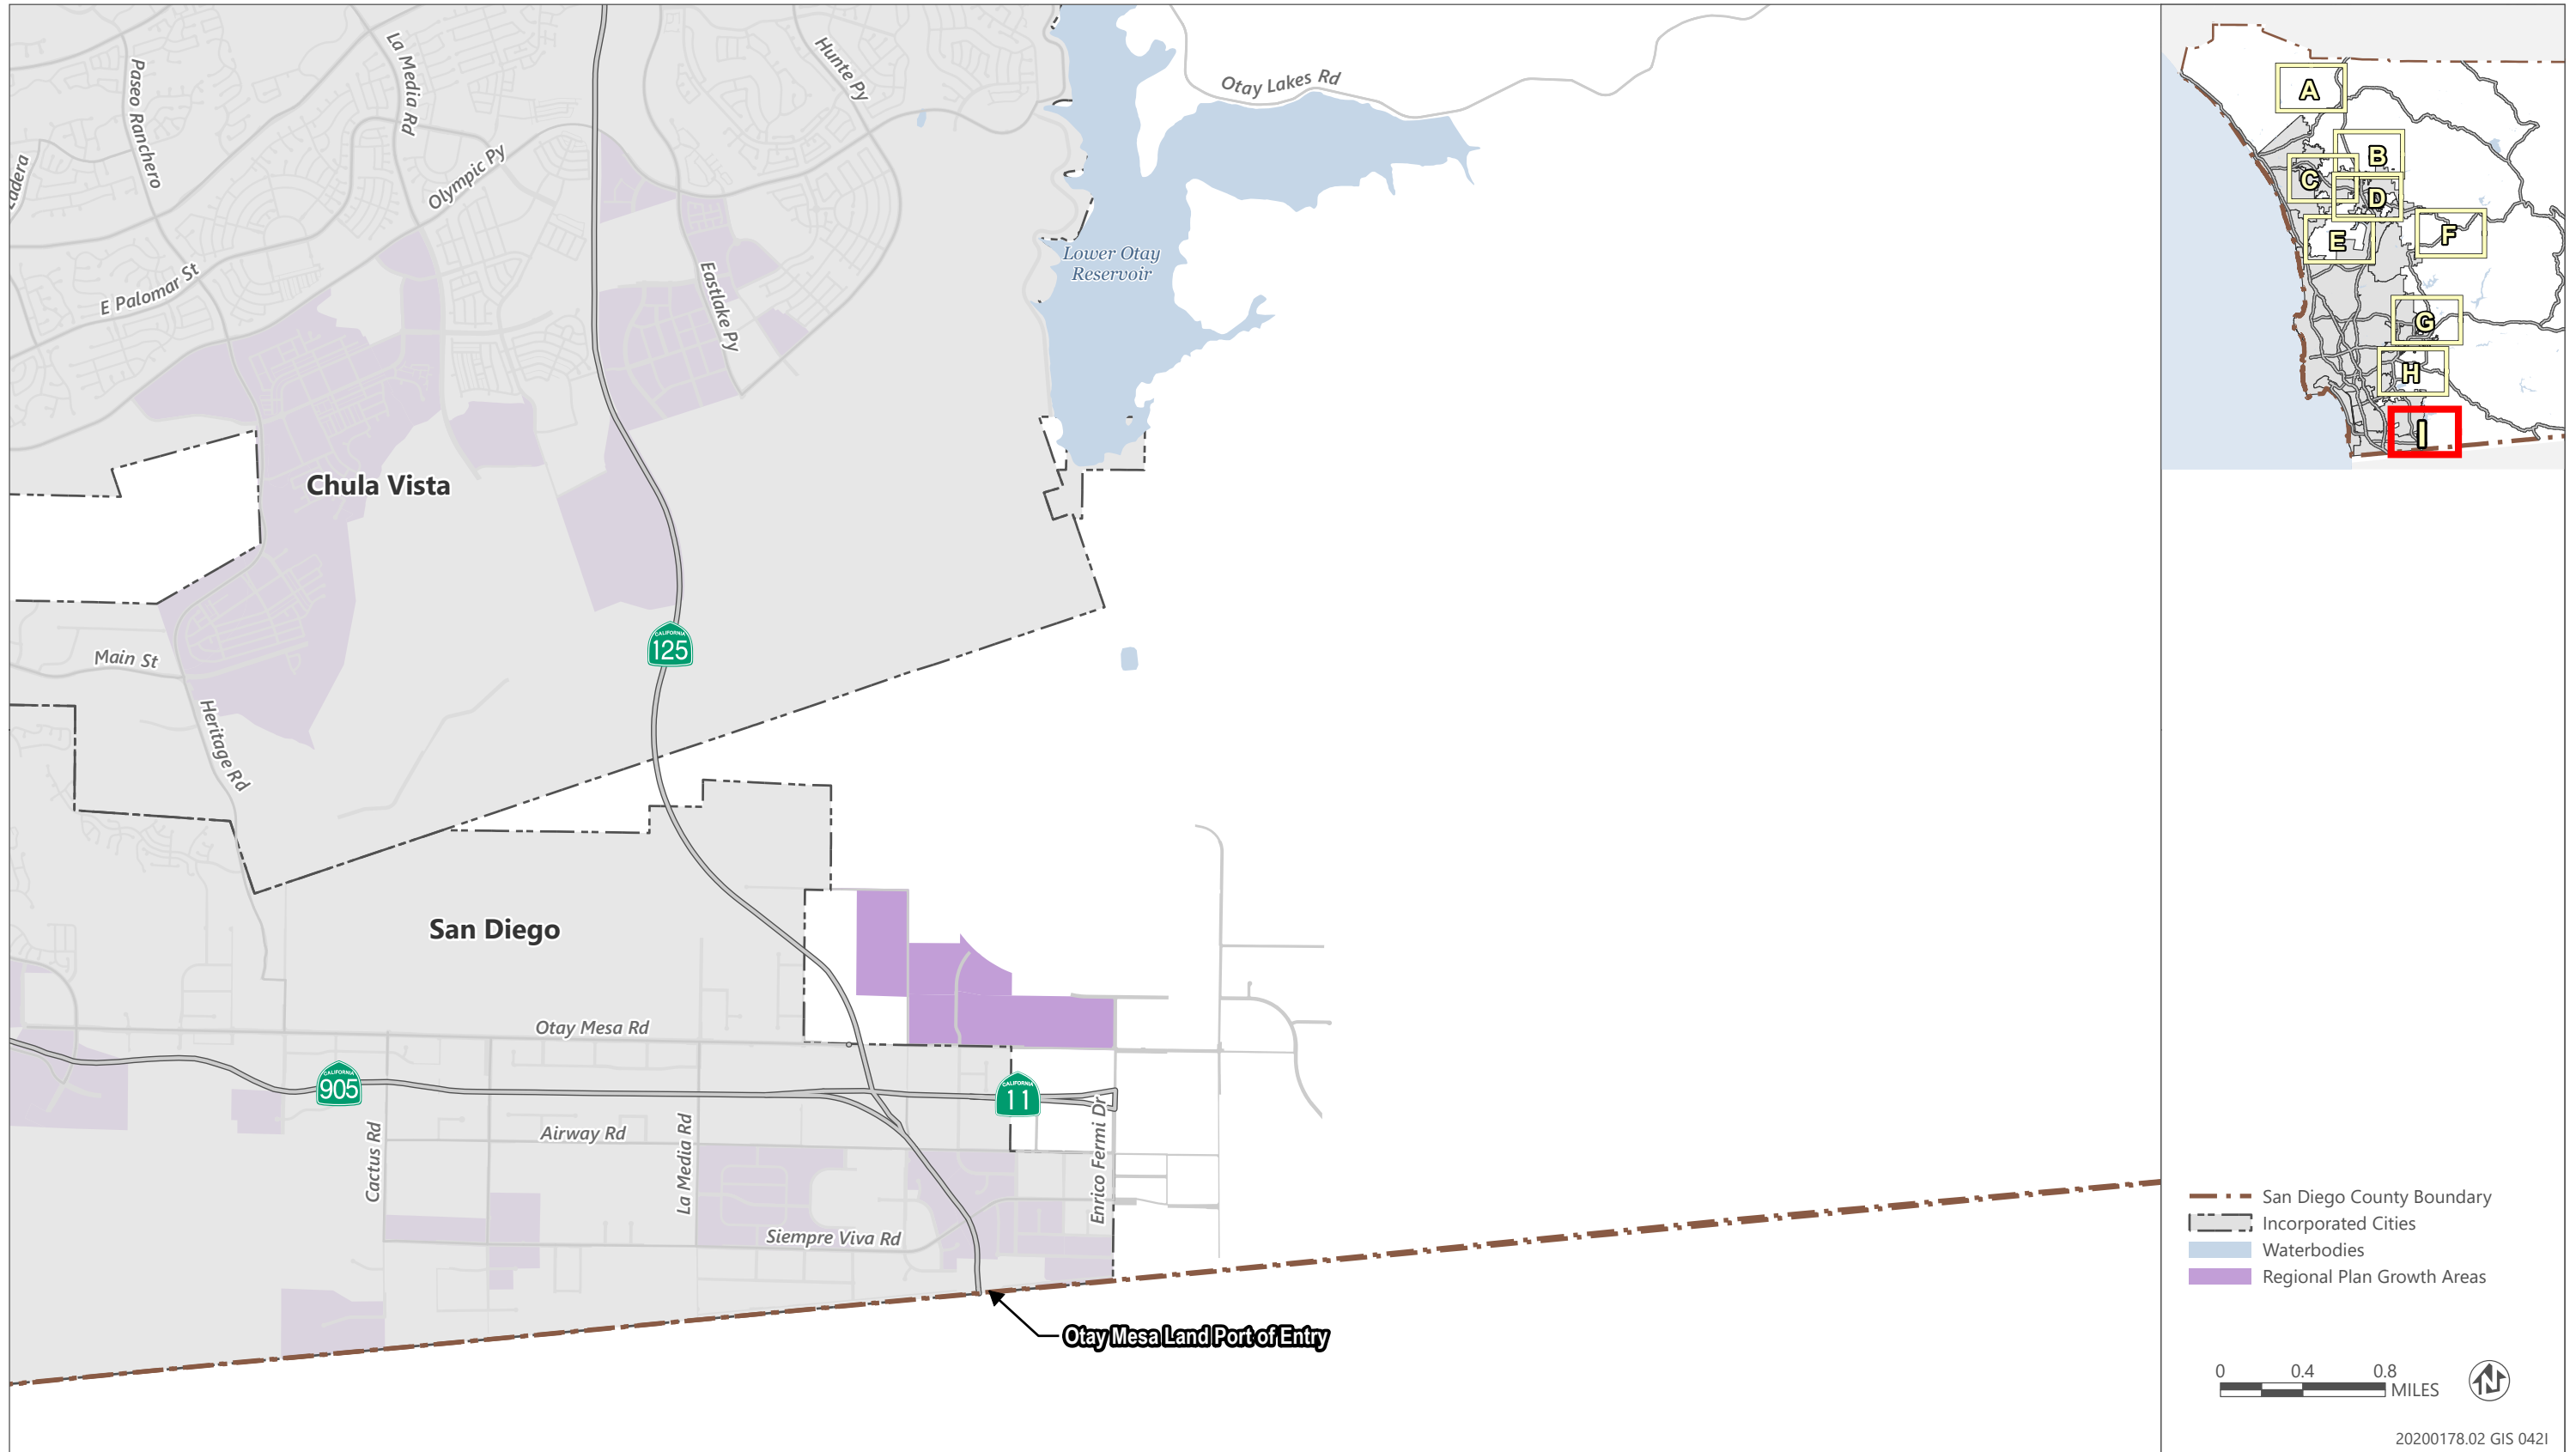 Paseo Ranchero
La Media Rd
Hunte Py
Otay Lakes Rd
Olympic Py
Lower Otay
Reservoir
E Palomar St
Eastlake Py
Chula Vista
CALIFORNIA
125
Main St
Heritage Rd
San Diego
Otay Mesa Rd
CALIFORNIA
905
CALIFORNIA
11
Cactus Rd
Airway Rd
La Media Rd
Enrico Fermi Dr
Siempre Viva Rd
Otay Mesa Land Port of Entry
A
B
C
D
E
F
G
H
I
San Diego County Boundary
Incorporated Cities
Waterbodies
Regional Plan Growth Areas
0 0.4 0.8
MILES
N
20200178.02 GIS 042I